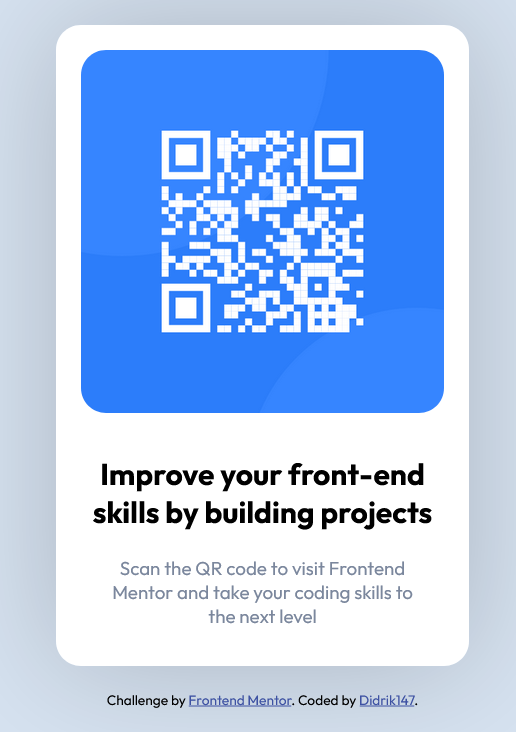 Improve your front-end
skills by building projects
Scan the QR code to visit Frontend
Mentor and take your coding skills to
the next level
Challenge by Frontend Mentor. Coded by Didrik147.